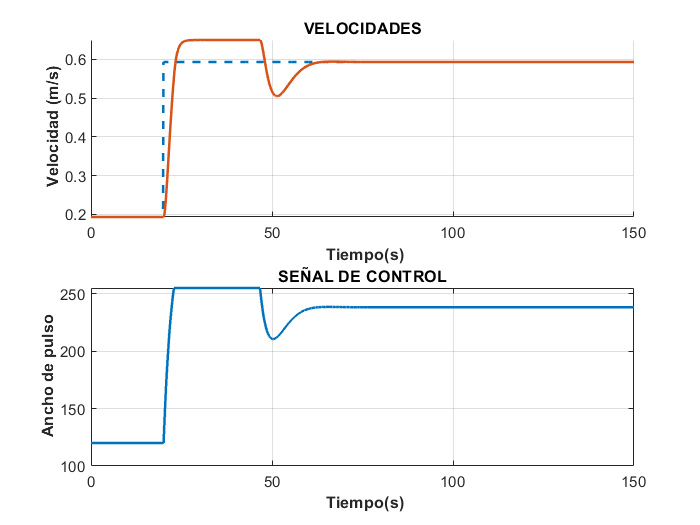 VELOCIDADES
0.6
0.5
0.4
0.3
0.2
Velocidad (m/s)
0 50 100 150
Tiempo(s)
SEÑAL DE CONTROL
250
200
150
100
Ancho de pulso
0 50 100 150
Tiempo(s)